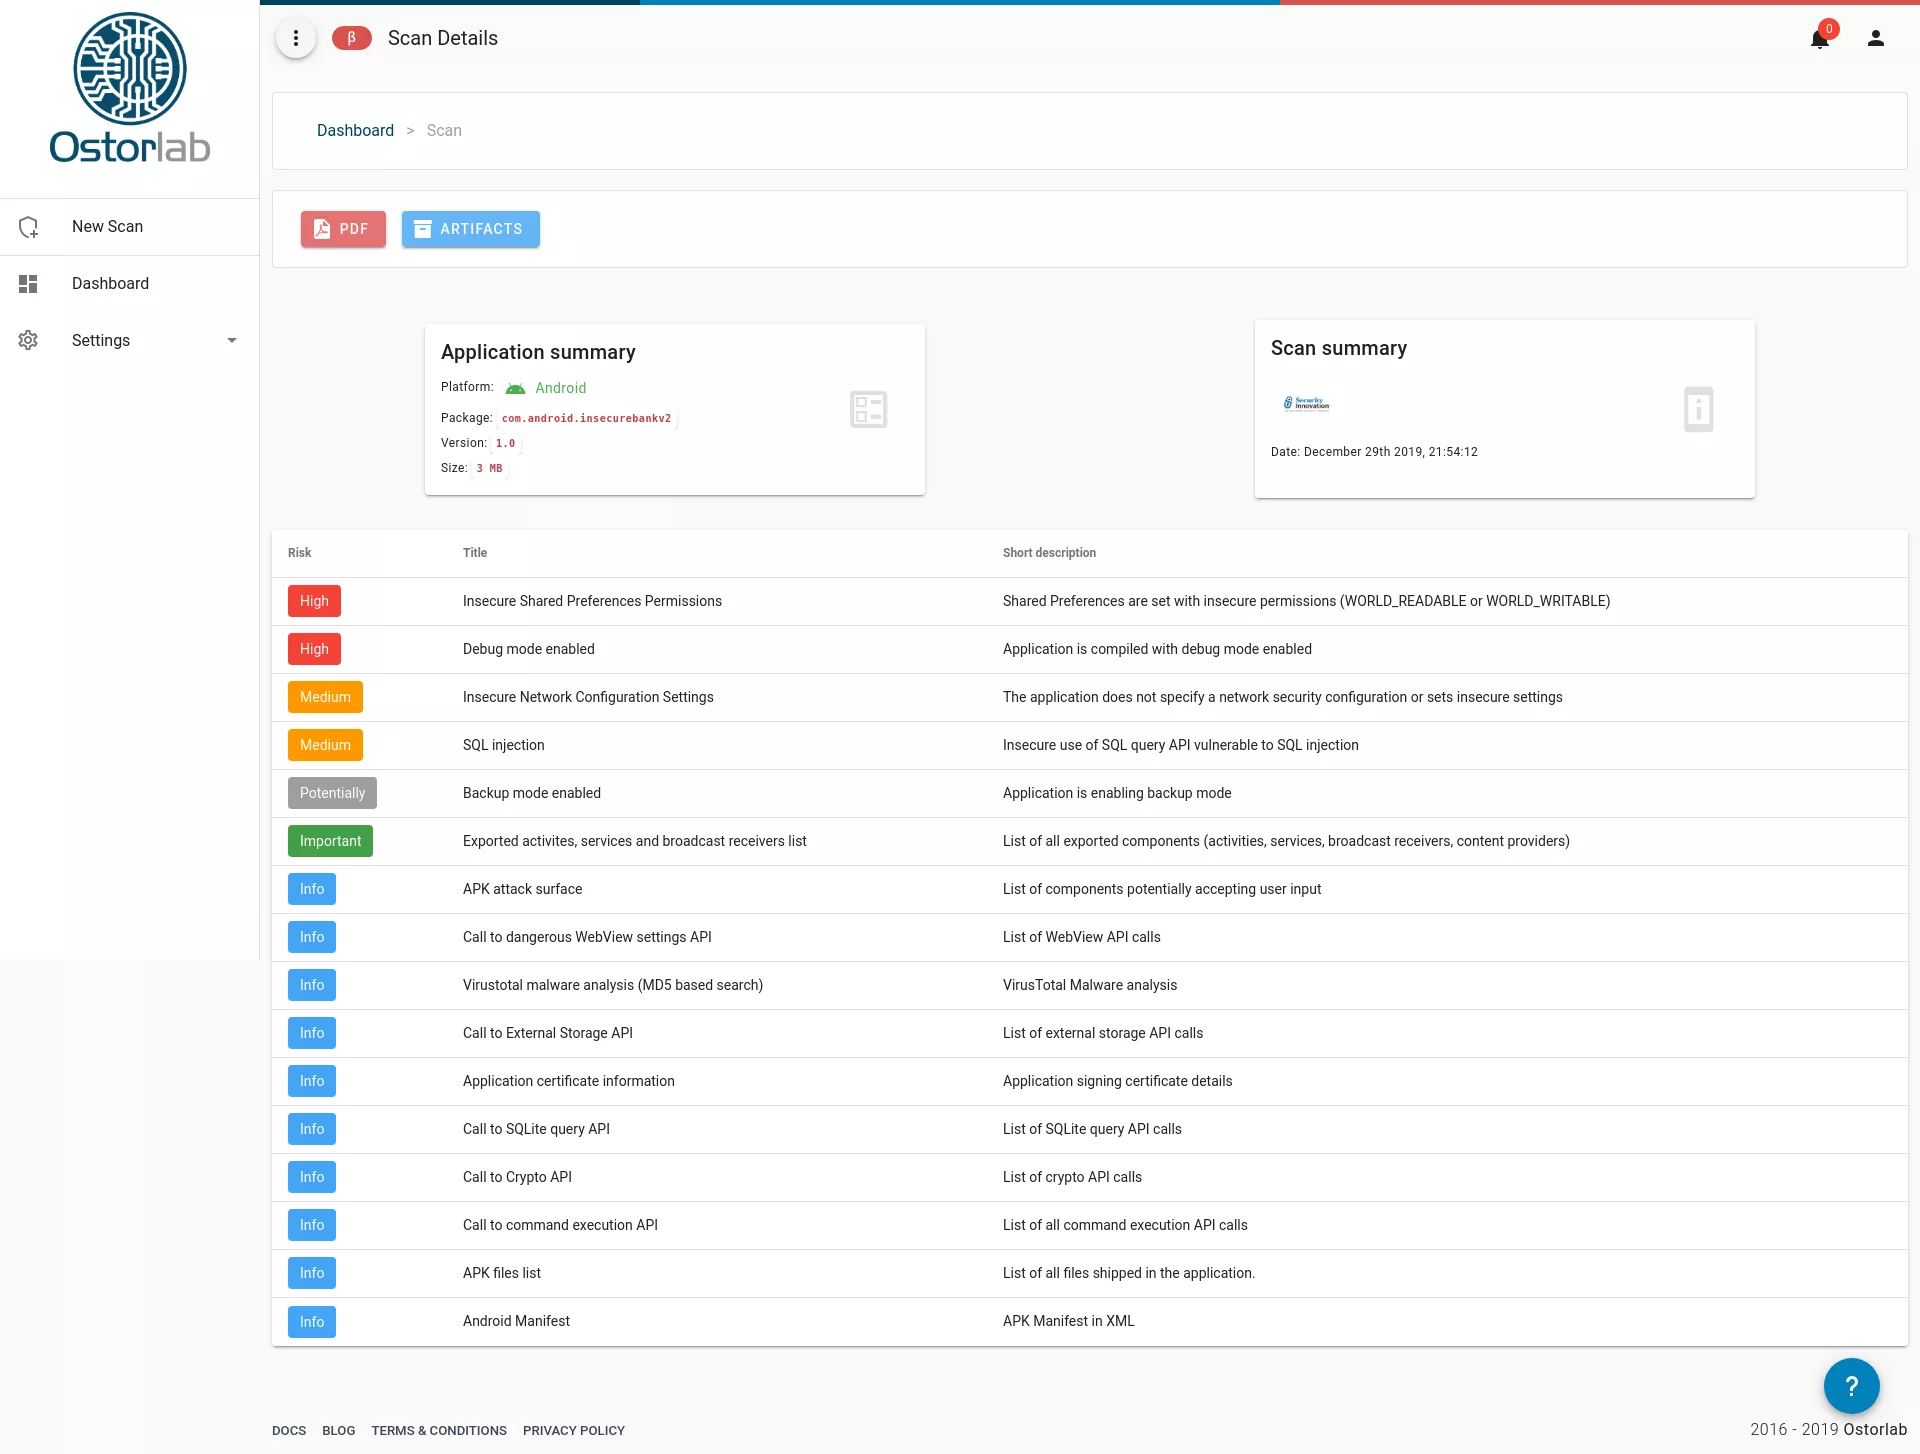 Ostorlab
New Scan
Dashboard
Settings
β Scan Details
0
Dashboard > Scan
PDF ARTIFACTS
Application summary
Platform: Android
Package: com.android.insecurebankv2
Version: 1.0
Size: 3 MB
Scan summary
Security
Innovation
Date: December 29th 2019, 21:54:12
Risk Title Short description
High Insecure Shared Preferences Permissions Shared Preferences are set with insecure permissions (WORLD_READABLE or WORLD_WRITABLE)
High Debug mode enabled Application is compiled with debug mode enabled
Medium Insecure Network Configuration Settings The application does not specify a network security configuration or sets insecure settings
Medium SQL injection Insecure use of SQL query API vulnerable to SQL injection
Potentially Backup mode enabled Application is enabling backup mode
Important Exported activites, services and broadcast receivers list List of all exported components (activities, services, broadcast receivers, content providers)
Info APK attack surface List of components potentially accepting user input
Info Call to dangerous WebView settings API List of WebView API calls
Info Virustotal malware analysis (MD5 based search) VirusTotal Malware analysis
Info Call to External Storage API List of external storage API calls
Info Application certificate information Application signing certificate details
Info Call to SQLite query API List of SQLite query API calls
Info Call to Crypto API List of crypto API calls
Info Call to command execution API List of all command execution API calls
Info APK files list List of all files shipped in the application.
Info Android Manifest APK Manifest in XML
?
DOCS BLOG TERMS & CONDITIONS PRIVACY POLICY
2016 - 2019 Ostorlab